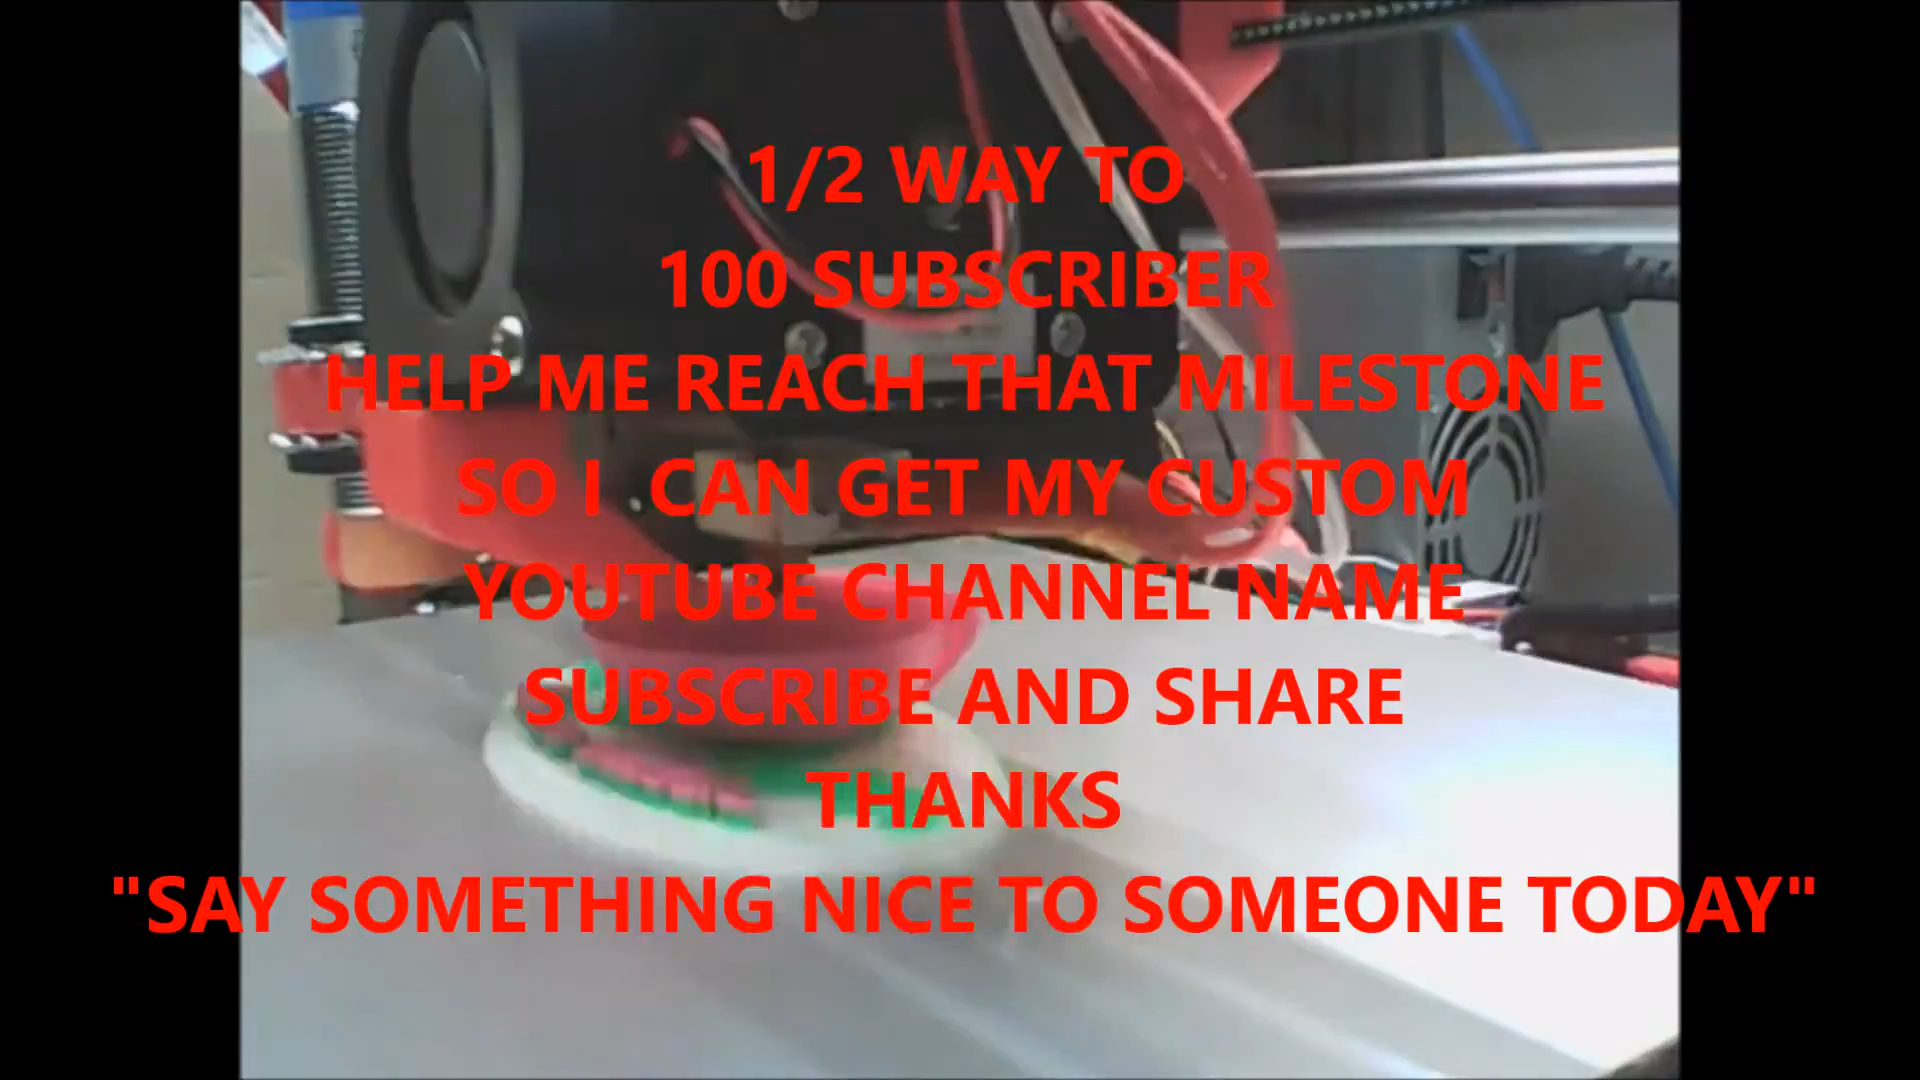 1/2 WAY TO
100 SUBSCRIBER
HELP ME REACH THAT MILESTONE
SO I CAN GET MY CUSTOM
YOUTUBE CHANNEL NAME
SUBSCRIBE AND SHARE
THANKS
"SAY SOMETHING NICE TO SOMEONE TODAY"